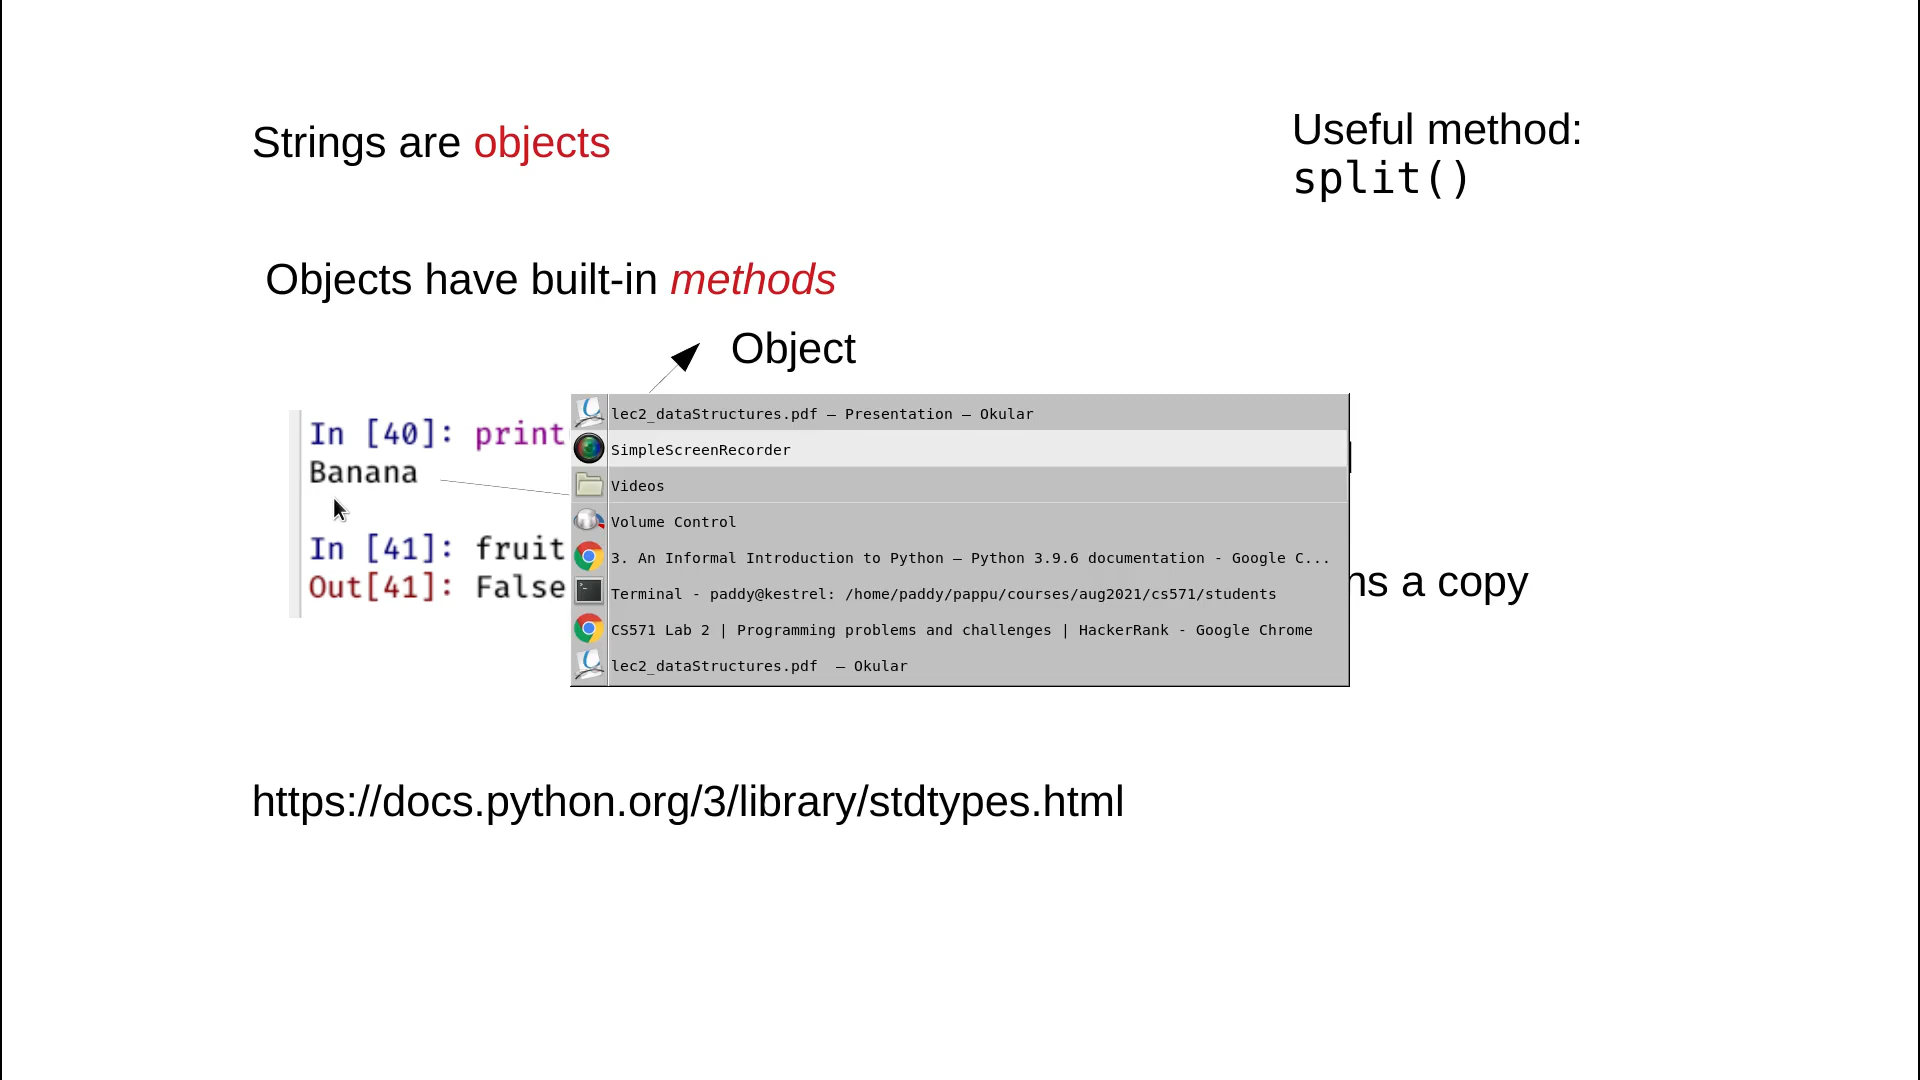 Strings are objects
Useful method:
split()
Objects have built-in methods
Object
In [40]: print
Banana
In [41]: fruit
Out[41]: False
lec2_dataStructures.pdf — Presentation — Okular
SimpleScreenRecorder
Videos
Volume Control
3. An Informal Introduction to Python — Python 3.9.6 documentation - Google C...
Terminal - paddy@kestrel: /home/paddy/pappu/courses/aug2021/cs571/students
CS571 Lab 2 | Programming problems and challenges | HackerRank - Google Chrome
lec2_dataStructures.pdf — Okular
a copy
https://docs.python.org/3/library/stdtypes.html